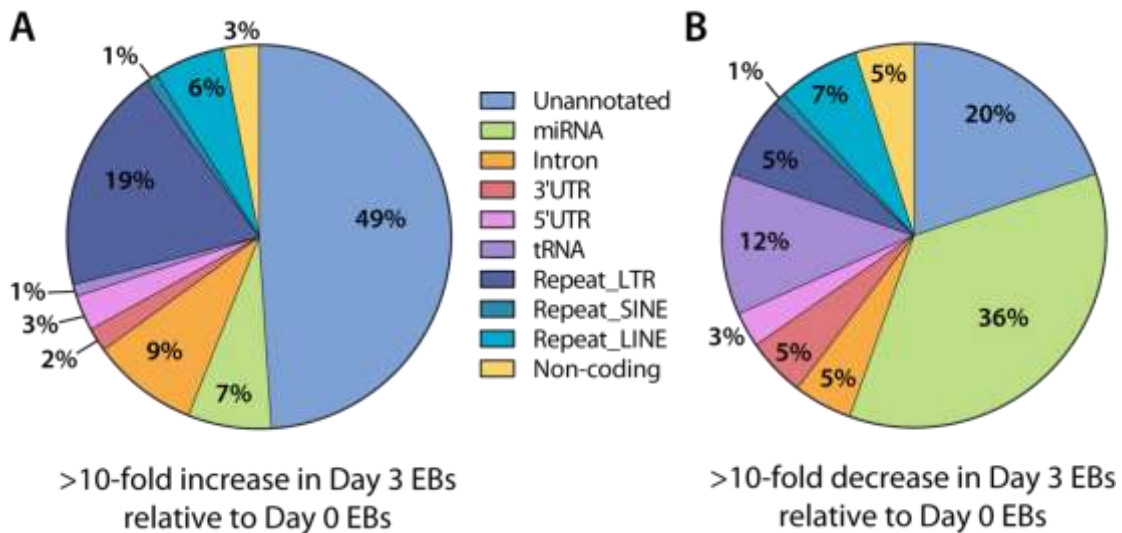 A
3%
1%
6%
19%
49%
1%
3%
2%
9%
7%
Unannotated
miRNA
Intron
3'UTR
5'UTR
tRNA
Repeat_LTR
Repeat_SINE
Repeat_LINE
Non-coding
>10-fold increase in Day 3 EBs
relative to Day 0 EBs
B
5%
1%
7%
20%
5%
12%
36%
3%
5%
5%
>10-fold decrease in Day 3 EBs
relative to Day 0 EBs